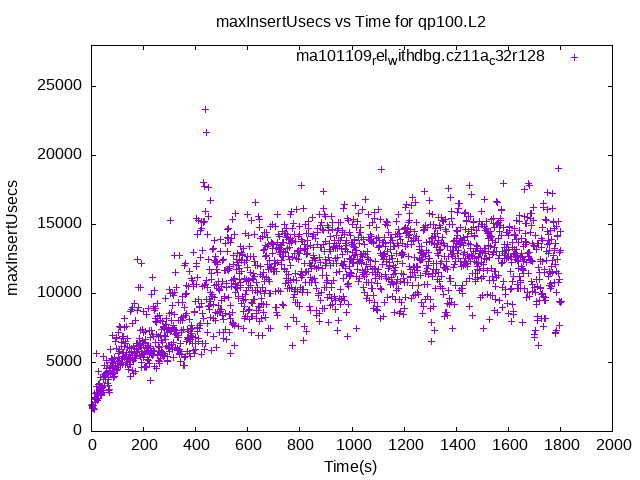 maxInsertUsecs vs Time for qp100.L2
ma101109relwithdbg.cz11ac32r128
25000
20000
15000
10000
5000
0
maxInsertUsecs
0 200 400 600 800 1000 1200 1400 1600 1800 2000
Time(s)